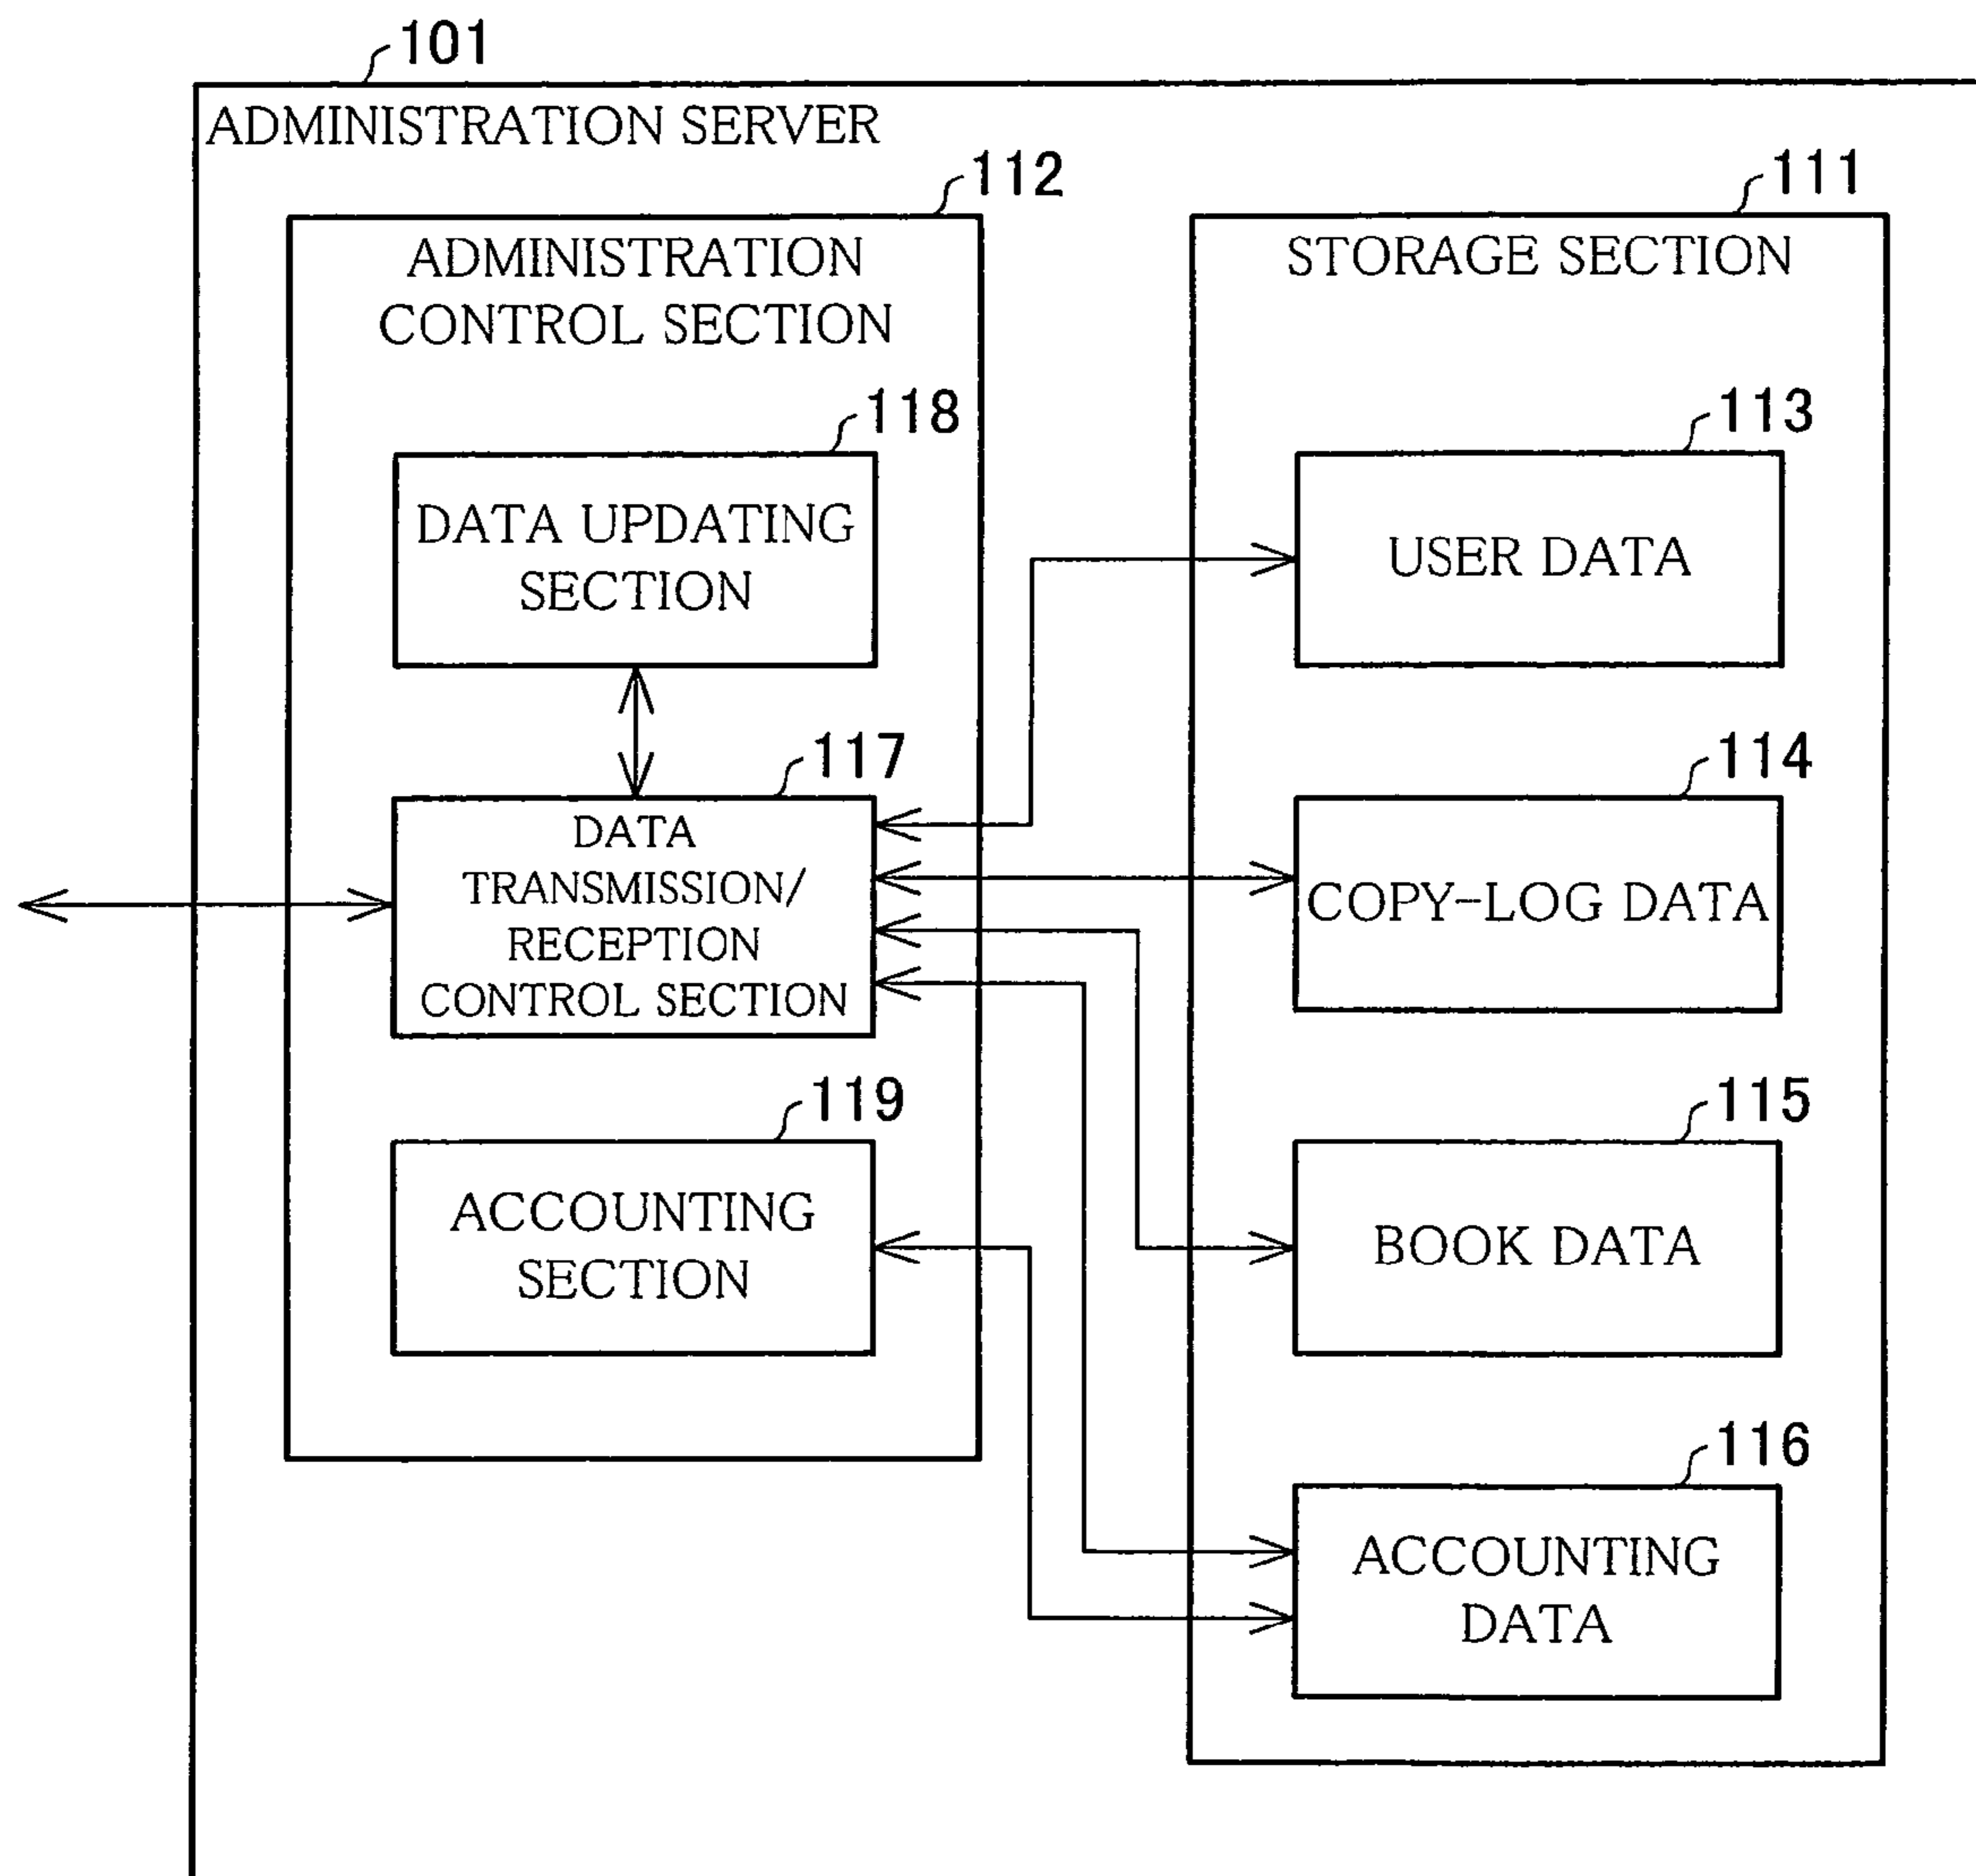 101
ADMINISTRATION SERVER
112
ADMINISTRATION
CONTROL SECTION
118
DATA UPDATING
SECTION
117
DATA
TRANSMISSION/
RECEPTION
CONTROL SECTION
119
ACCOUNTING
SECTION
111
STORAGE SECTION
113
USER DATA
114
COPY-LOG DATA
115
BOOK DATA
116
ACCOUNTING
DATA